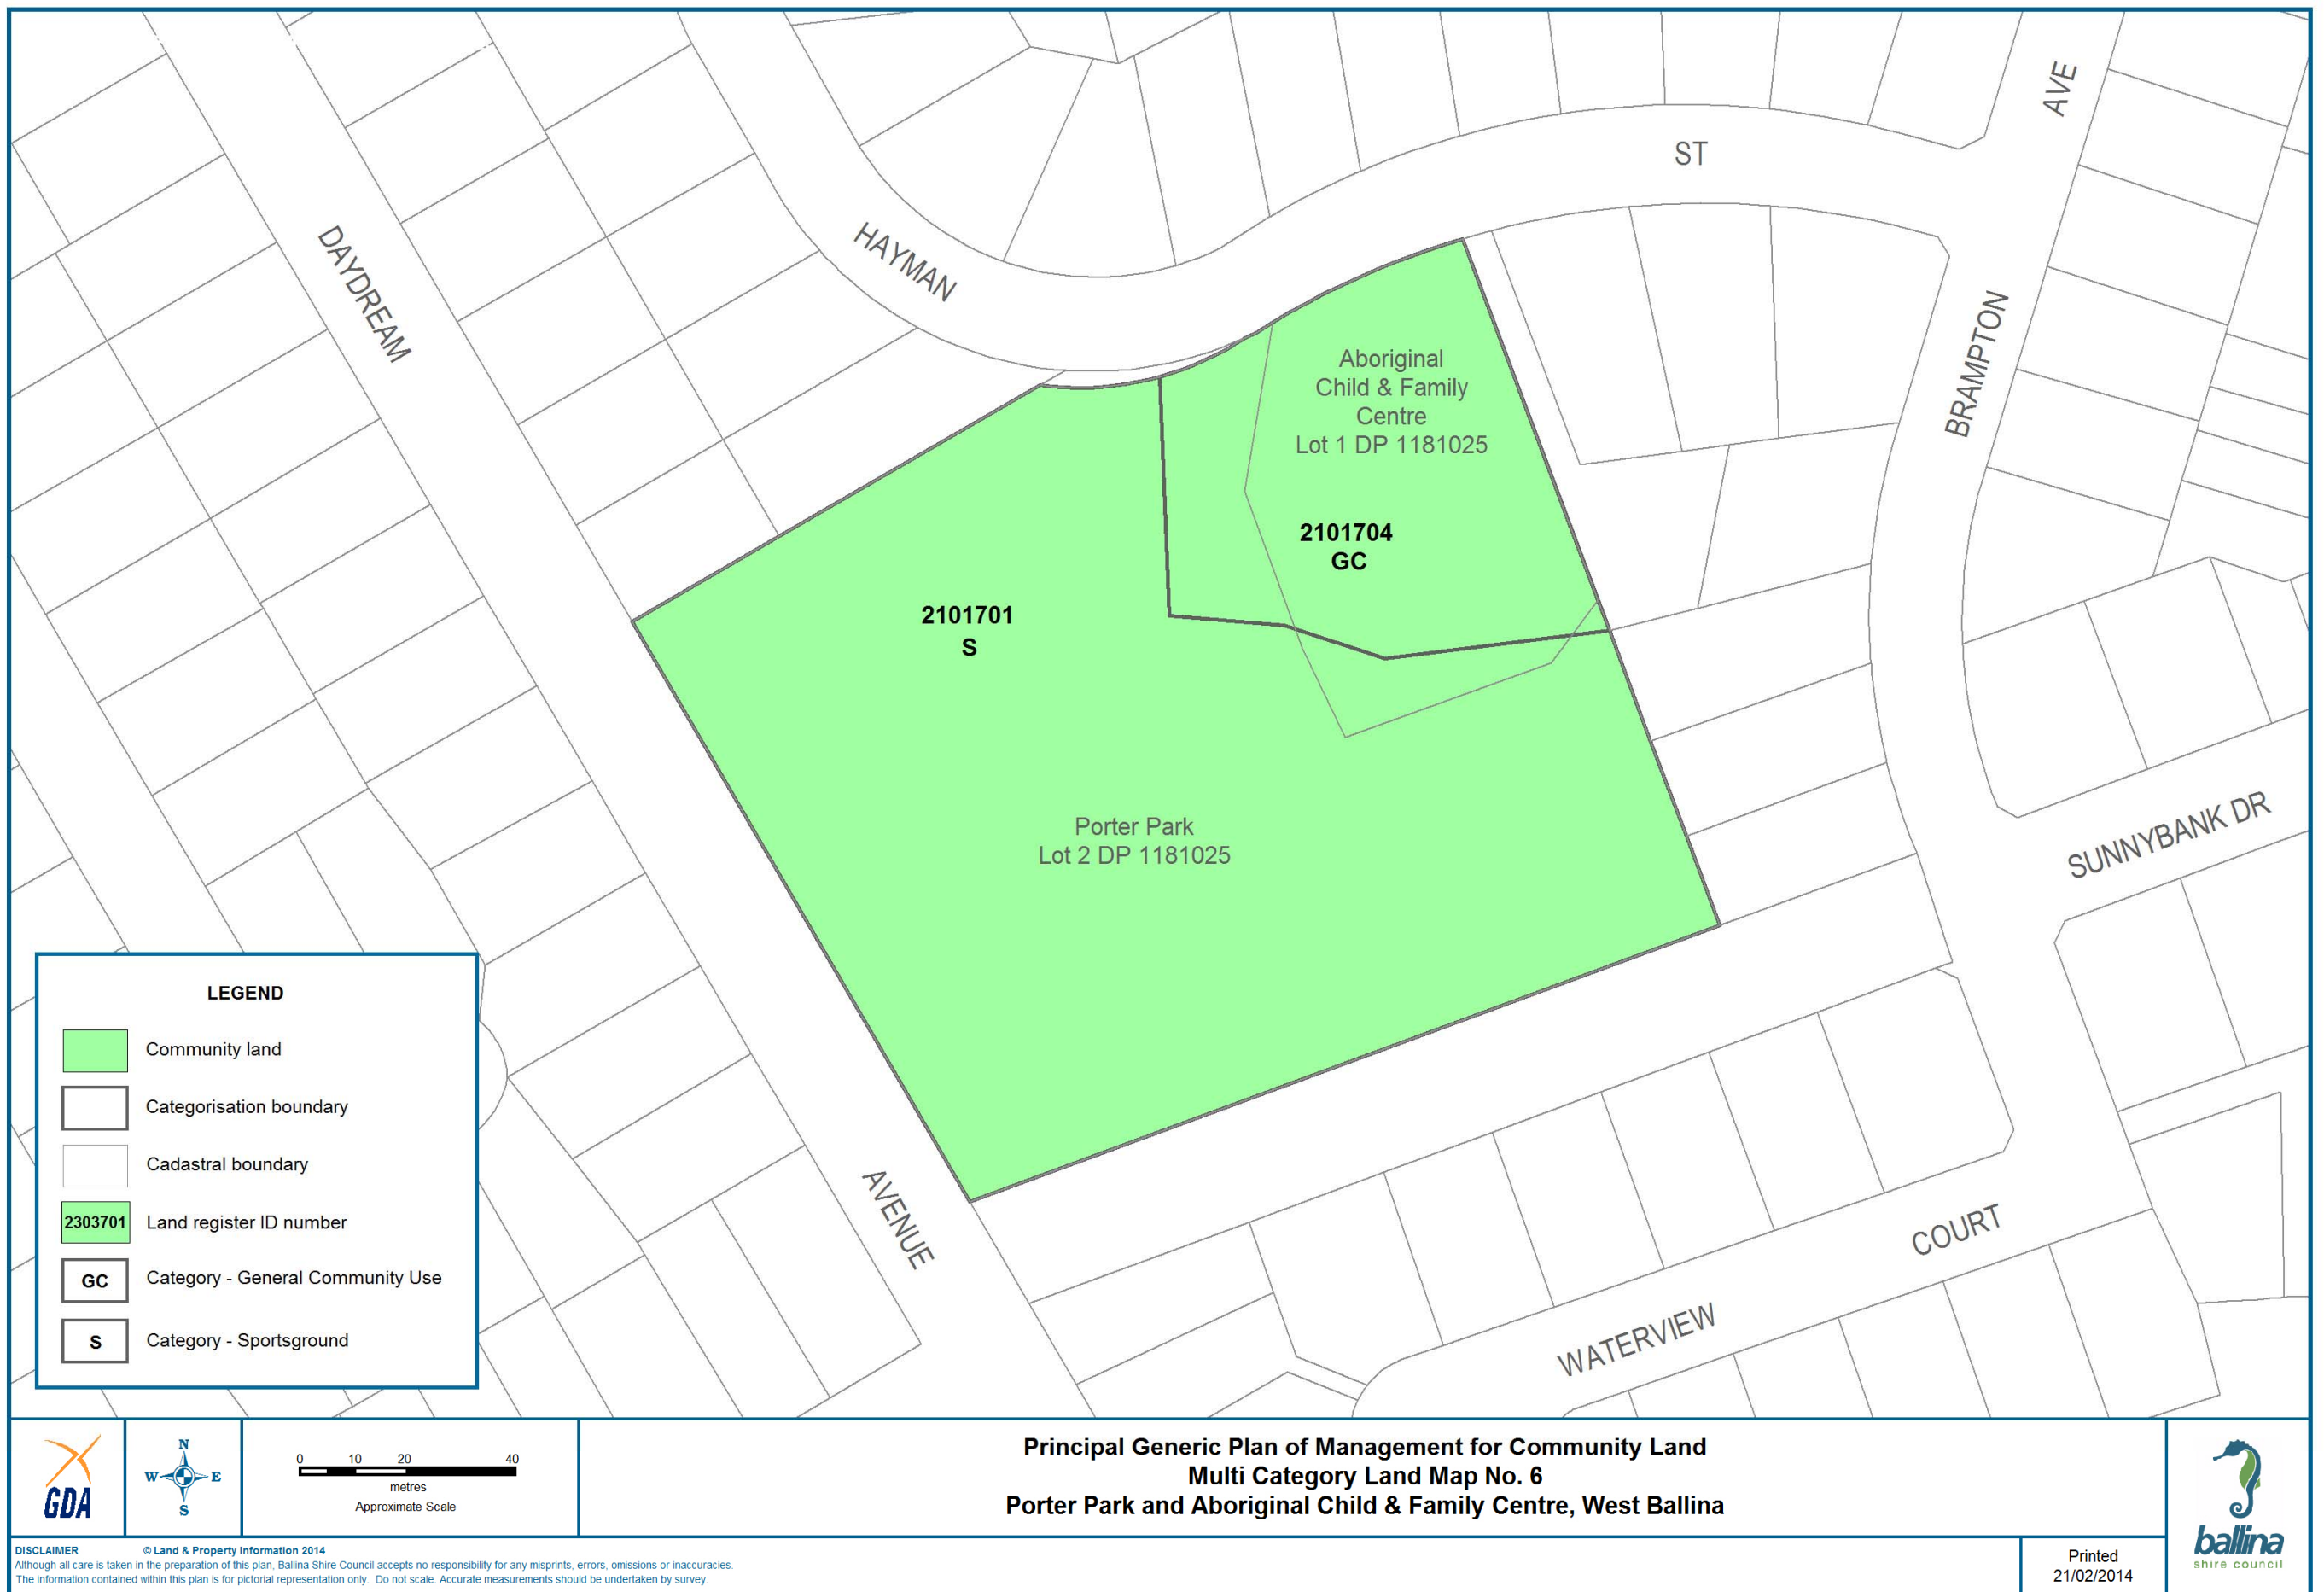 ST
AVE
HAYMAN
DAYDREAM
BRAMPTON
Aboriginal
Child & Family
Centre
Lot 1 DP 1181025
2101704
GC
2101701
S
Porter Park
Lot 2 DP 1181025
SUNNYBANK DR
AVENUE
COURT
WATERVIEW
LEGEND
Community land
Categorisation boundary
Cadastral boundary
2303701 Land register ID number
GC Category - General Community Use
S Category - Sportsground
GDA
N
W E
S
0 10 20 40
metres
Approximate Scale
Principal Generic Plan of Management for Community Land
Multi Category Land Map No. 6
Porter Park and Aboriginal Child & Family Centre, West Ballina
ballina
shire council
DISCLAIMER © Land & Property Information 2014
Although all care is taken in the preparation of this plan, Ballina Shire Council accepts no responsibility for any misprints, errors, omissions or inaccuracies.
The information contained within this plan is for pictorial representation only. Do not scale. Accurate measurements should be undertaken by survey.
Printed
21/02/2014